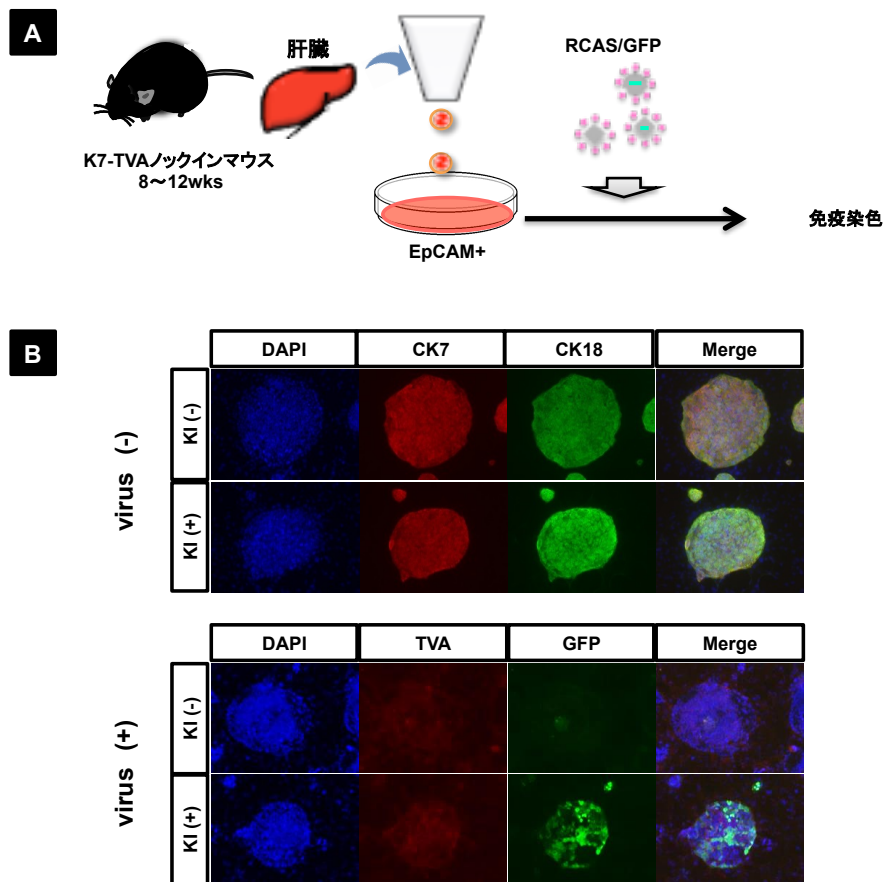 A
肝臓
RCAS/GFP
K7-TVAノックインマウス
8〜12wks
EpCAM+
免疫染色
B
DAPI CK7 CK18 Merge
virus (-)
KI (-)
KI (+)
DAPI TVA GFP Merge
virus (+)
KI (-)
KI (+)